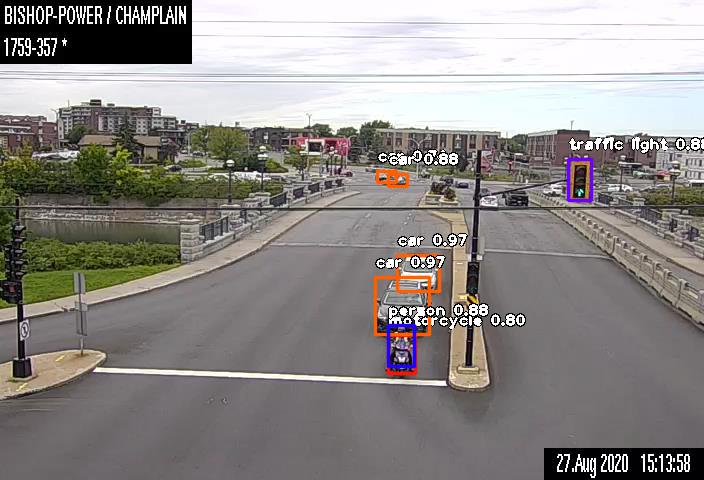 BISHOP-POWER / CHAMPLAIN
1759-357 *
traffic light 0.88
car 0.88
car 0.97
car 0.97
person 0.88
motorcycle 0.80
27.Aug 2020 15:13:58